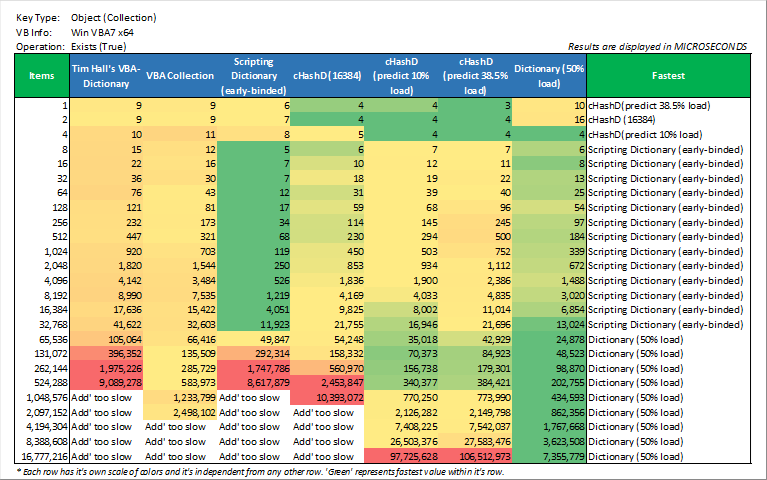 Key Type: Object (Collection)
VB Info: Win VBA7 x64
Operation: Exists (True) Results are displayed in MICROSECONDS
Items Tim Hall's VBA-Dictionary VBA Collection Scripting Dictionary (early-binded) cHashD (16384) cHashD (predict 10% load) cHashD (predict 38.5% load) Dictionary (50% load) Fastest
1 9 9 6 4 4 3 10 cHashD(predict 38.5% load)
2 9 9 7 4 4 4 16 cHashD (16384)
4 10 11 8 5 4 4 4 cHashD(predict 10% load)
8 15 12 5 6 7 7 6 Scripting Dictionary (early-binded)
16 22 16 7 10 12 11 8 Scripting Dictionary (early-binded)
32 36 30 7 18 19 22 13 Scripting Dictionary (early-binded)
64 76 43 12 31 39 40 25 Scripting Dictionary (early-binded)
128 121 81 17 59 68 96 54 Scripting Dictionary (early-binded)
256 232 173 34 114 145 245 97 Scripting Dictionary (early-binded)
512 447 321 68 230 294 500 184 Scripting Dictionary (early-binded)
1,024 920 703 119 450 503 752 339 Scripting Dictionary (early-binded)
2,048 1,820 1,544 250 853 934 1,112 672 Scripting Dictionary (early-binded)
4,096 4,142 3,484 526 1,836 1,900 2,386 1,488 Scripting Dictionary (early-binded)
8,192 8,990 7,535 1,219 4,169 4,033 4,835 3,020 Scripting Dictionary (early-binded)
16,384 17,636 15,422 4,051 9,825 8,002 11,014 6,854 Scripting Dictionary (early-binded)
32,768 41,622 32,603 11,923 21,755 16,946 21,696 13,024 Scripting Dictionary (early-binded)
65,536 105,064 66,416 49,847 54,248 35,018 42,929 24,878 Dictionary (50% load)
131,072 396,352 135,509 292,314 158,332 70,373 84,923 48,523 Dictionary (50% load)
262,144 1,975,226 285,729 1,747,786 560,970 156,738 179,301 98,870 Dictionary (50% load)
524,288 9,089,278 583,973 8,617,879 2,453,847 340,377 384,421 202,755 Dictionary (50% load)
1,048,576 Add' too slow 1,233,799 Add' too slow 10,393,072 770,250 773,990 434,593 Dictionary (50% load)
2,097,152 Add' too slow 2,498,102 Add' too slow Add' too slow 2,126,282 2,149,798 862,356 Dictionary (50% load)
4,194,304 Add' too slow Add' too slow Add' too slow Add' too slow 7,408,225 7,542,037 1,767,668 Dictionary (50% load)
8,388,608 Add' too slow Add' too slow Add' too slow Add' too slow 26,503,376 27,583,476 3,623,508 Dictionary (50% load)
16,777,216 Add' too slow Add' too slow Add' too slow Add' too slow 97,725,628 106,512,973 7,355,779 Dictionary (50% load)
* Each row has it's own scale of colors and it's independent from any other row. 'Green' represents fastest value within it's row.